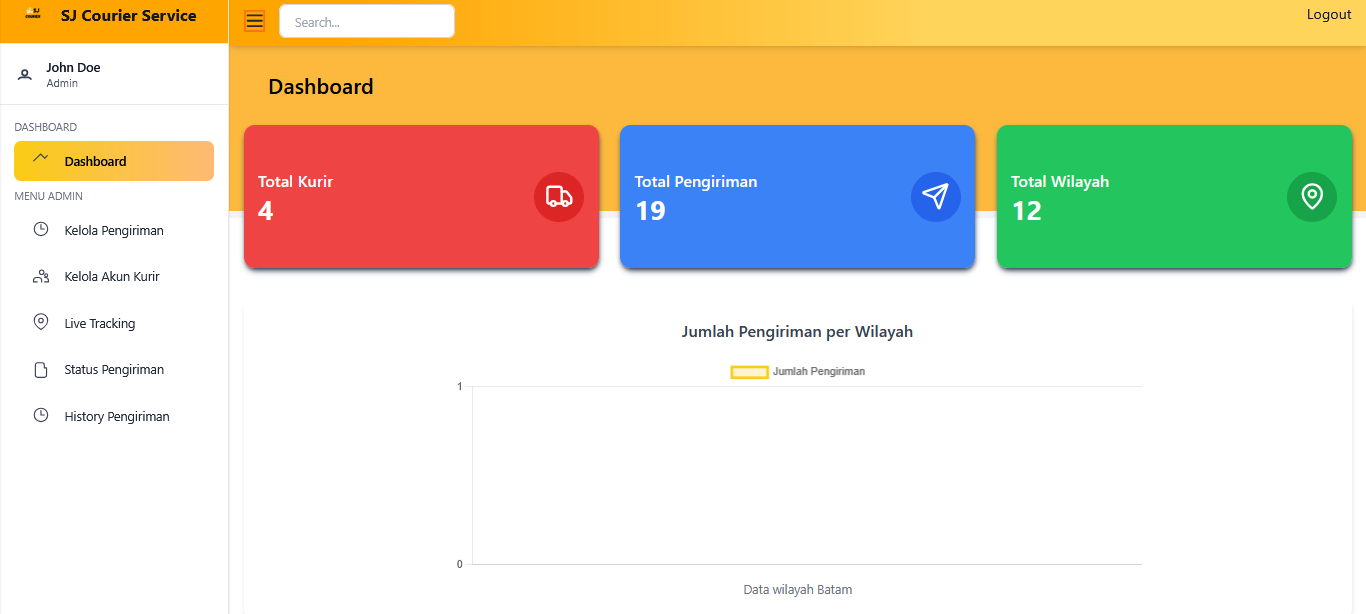 SJ
COURIER
SJ Courier Service
Search...
Logout
John Doe
Admin
DASHBOARD
Dashboard
MENU ADMIN
Kelola Pengiriman
Kelola Akun Kurir
Live Tracking
Status Pengiriman
History Pengiriman
Dashboard
Total Kurir
4
Total Pengiriman
19
Total Wilayah
12
Jumlah Pengiriman per Wilayah
Jumlah Pengiriman
1
0
Data wilayah Batam